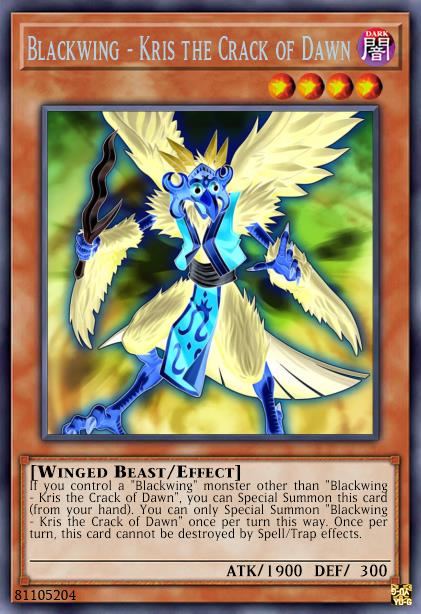 Blackwing - Kris the Crack of Dawn
DARK
闇
[Winged Beast/Effect]
If you control a "Blackwing" monster other than "Blackwing
- Kris the Crack of Dawn", you can Special Summon this card
(from your hand). You can only Special Summon "Blackwing
- Kris the Crack of Dawn" once per turn this way. Once per
turn, this card cannot be destroyed by Spell/Trap effects.
ATK/1900 DEF/ 300
81105204